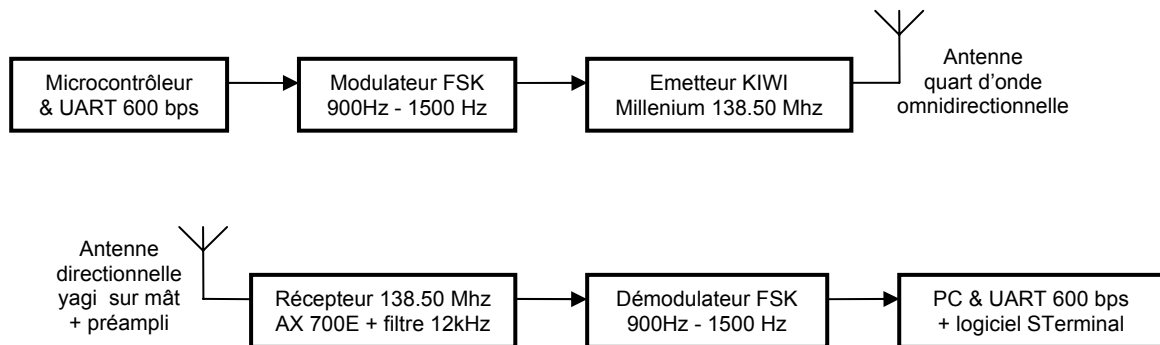 Microcontrôleur
& UART 600 bps
Modulateur FSK
900Hz - 1500 Hz
Emetteur KIWI
Millenium 138.50 Mhz
Antenne
quart d'onde
omnidirectionnelle
Antenne
directionnelle
yagi sur mât
+ préampli
Récepteur 138.50 Mhz
AX 700E + filtre 12kHz
Démodulateur FSK
900Hz - 1500 Hz
PC & UART 600 bps
+ logiciel STerminal